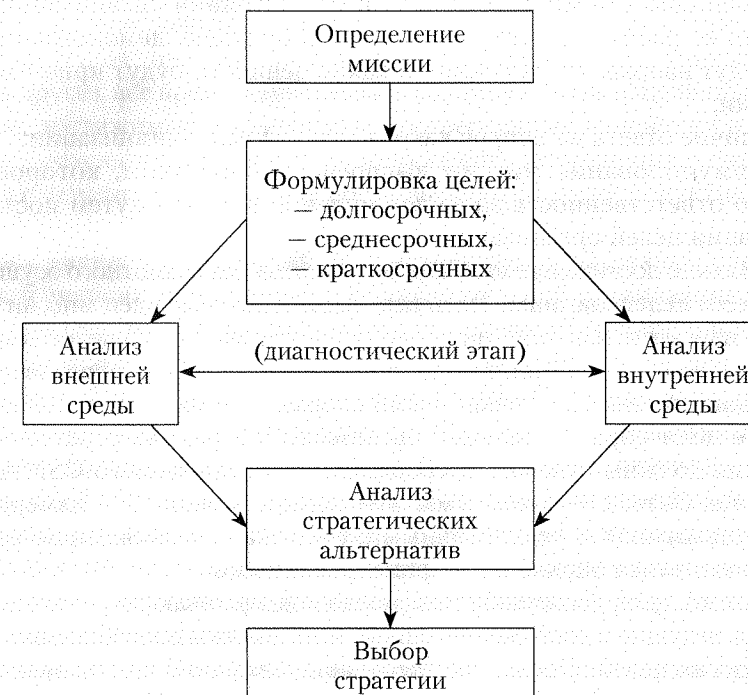 Определение
миссии
Формулировка целей:
— долгосрочных,
— среднесрочных,
— краткосрочных
Анализ
внешней
среды
(диагностический этап)
Анализ
внутренней
среды
Анализ
стратегических
альтернатив
Выбор
стратегии